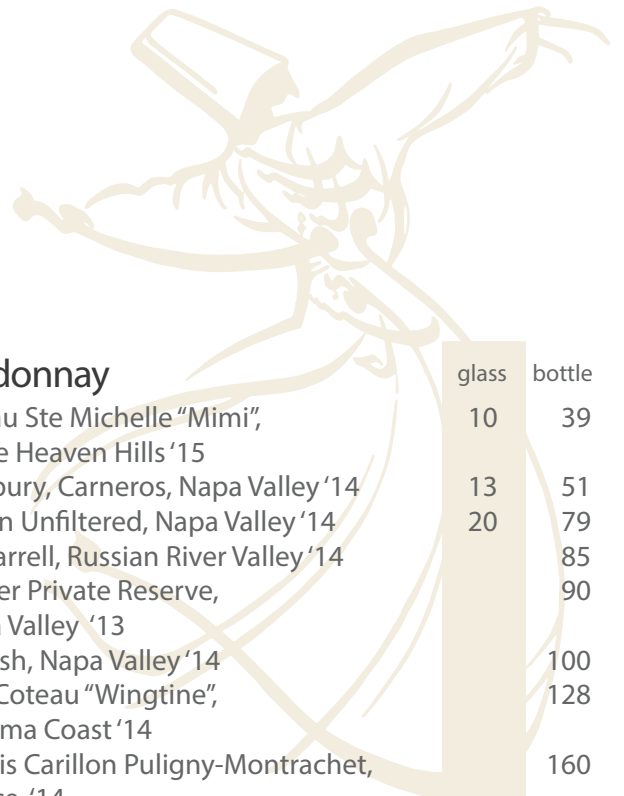 donnay glass bottle
au Ste Michelle “Mimi”, 10 39
e Heaven Hills ‘15
bury, Carneros, Napa Valley ‘14 13 51
n Unfiltered, Napa Valley ‘14 20 79
arrell, Russian River Valley ‘14 85
er Private Reserve, 90
Valley ‘13
sh, Napa Valley ‘14 100
Coteau “Wingtine”, 128
ma Coast ‘14
is Carillon Puligny-Montrachet, 160